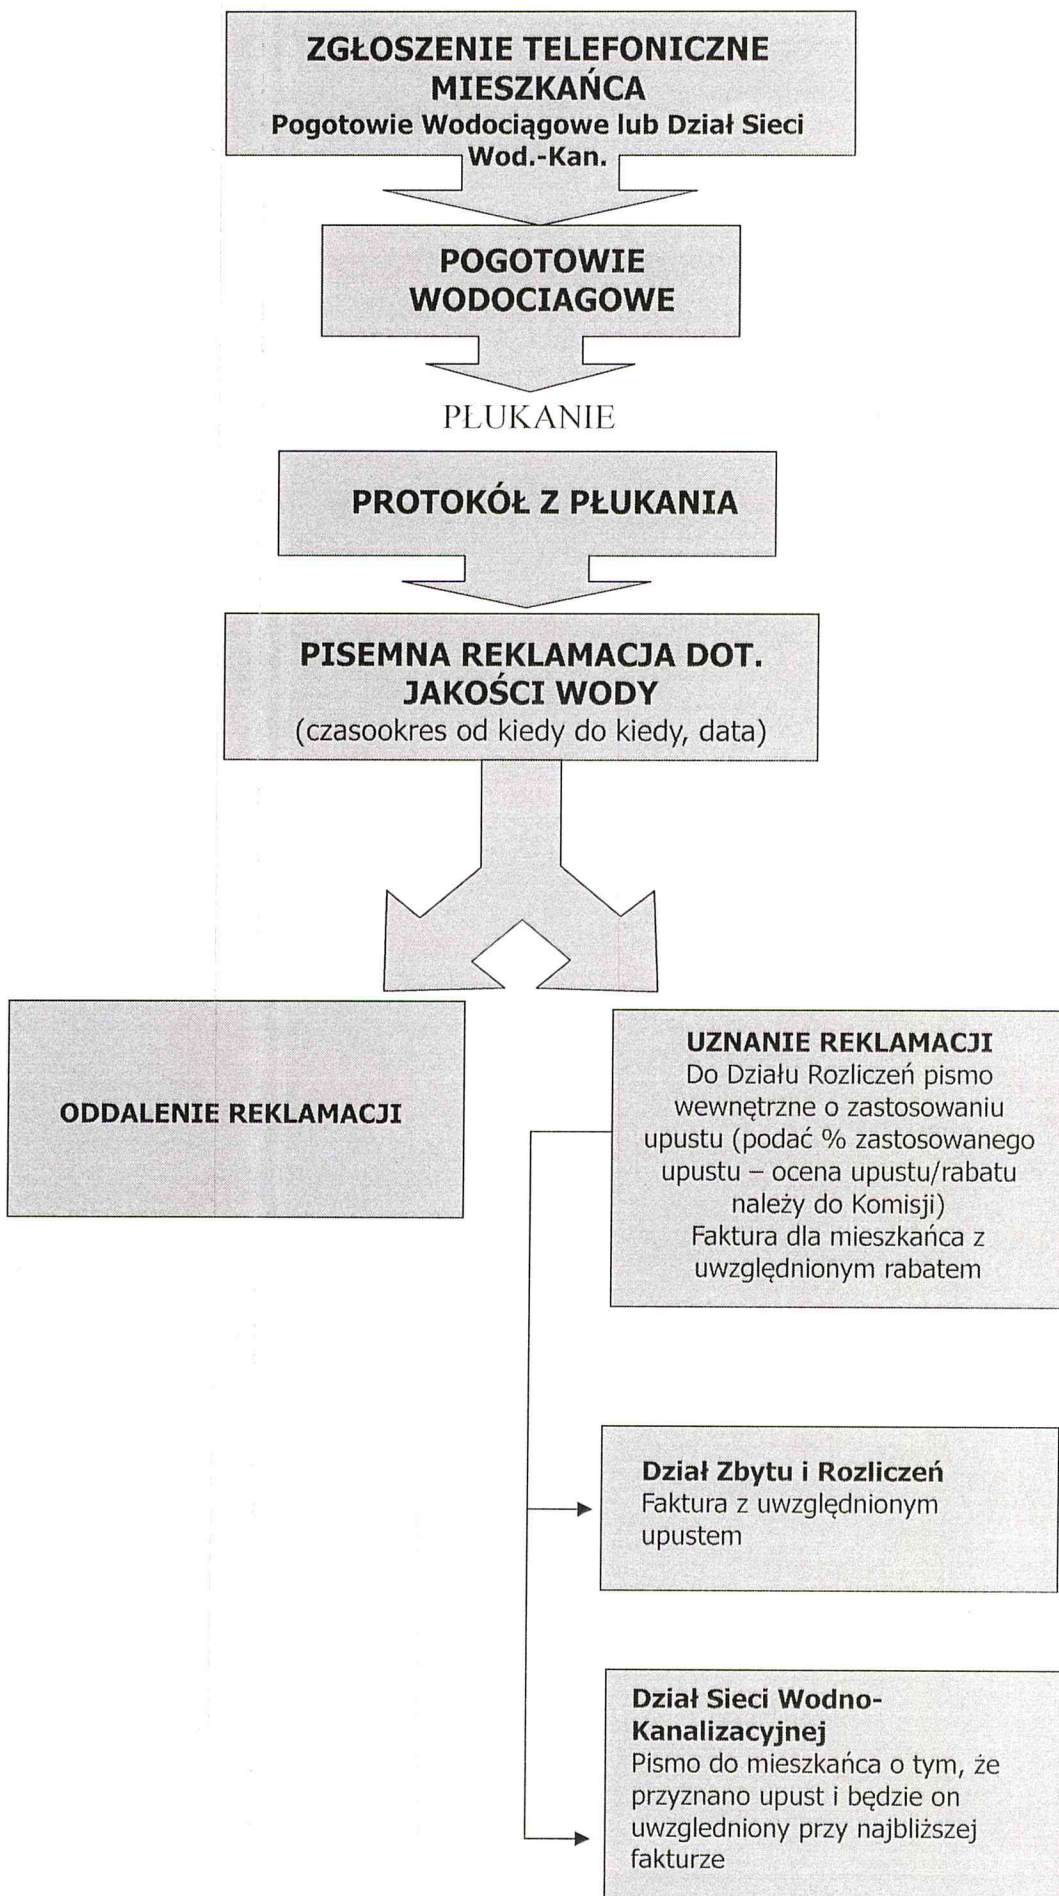 ZGŁOSZENIE TELEFONICZNE
MIESZKAŃCA
Pogotowie Wodociągowe lub Dział Sieci
Wod.-Kan.
POGOTOWIE
WODOCIAGOWE
PŁUKANIE
PROTOKÓŁ Z PŁUKANIA
PISEMNA REKLAMACJA DOT.
JAKOŚCI WODY
(czasookres od kiedy do kiedy, data)
ODDALENIE REKLAMACJI
UZNANIE REKLAMACJI
Do Działu Rozliczeń pismo
wewnętrzne o zastosowaniu
upustu (podać % zastosowanego
upustu – ocena upustu/rabatu
należy do Komisji)
Faktura dla mieszkańca z
uwzględnionym rabatem
Dział Zbytu i Rozliczeń
Faktura z uwzględnionym
upustem
Dział Sieci Wodno-
Kanalizacyjnej
Pismo do mieszkańca o tym, że
przyznano upust i będzie on
uwzgledniony przy najbliższej
fakturze